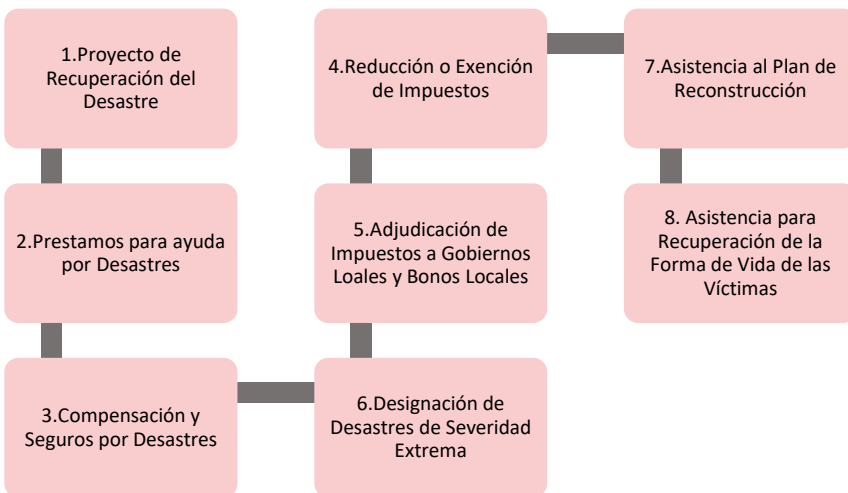 1.Proyecto de
Recuperación del
Desastre
2.Prestamos para ayuda
por Desastres
3.Compensación y
Seguros por Desastres
4.Reducción o Exención
de Impuestos
5.Adjudicación de
Impuestos a Gobiernos
Loales y Bonos Locales
6.Designación de
Desastres de Severidad
Extrema
7.Asistencia al Plan de
Reconstrucción
8. Asistencia para
Recuperación de la
Forma de Vida de las
Víctimas